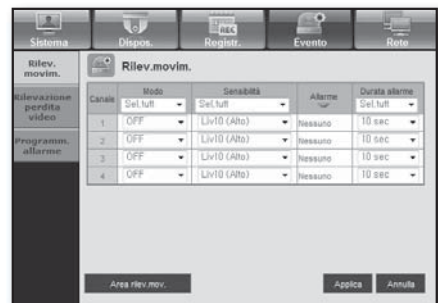 REC
Sistema Dispos. Registr. Evento Rete
Rilev. movim.
Rilevazione perdita video
Programm. allarme
Rilev.movim.
Canale Modo Sensibilità Allarme Durata allarme
Sel.tutt Sel.tutt Sel.tutt
1 OFF Liv10 (Alto) Nessuno 10 sec
2 OFF Liv10 (Alto) Nessuno 10 sec
3 OFF Liv10 (Alto) Nessuno 10 sec
4 OFF Liv10 (Alto) Nessuno 10 sec
Area rilev.mov. Applica Annulla